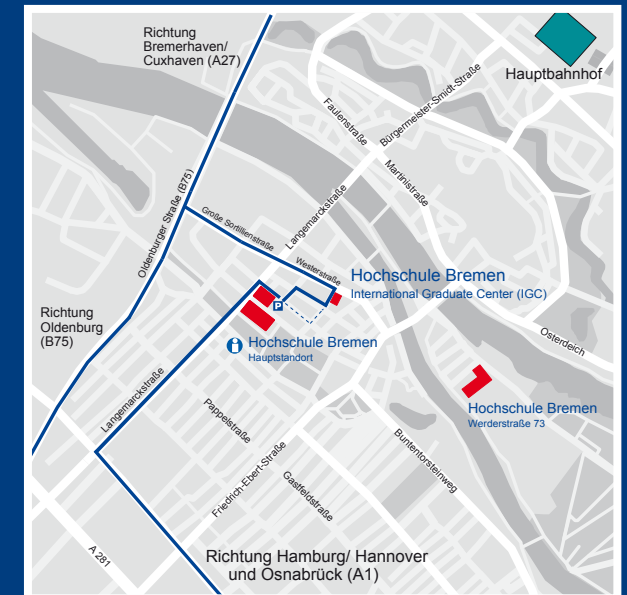 Richtung
Bremerhaven/
Cuxhaven (A27)
Hauptbahnhof
Bürgermeister-Smidt-Straße
Faulenstraße
Martinistraße
Oldenburger Straße (B75)
Große Sortillienstraße
Langemarckstraße
Westerstraße
Hochschule Bremen
International Graduate Center (IGC)
P
Richtung
Oldenburg
(B75)
Hochschule Bremen
Hauptstandort
Osterdeich
Langemarckstraße
Pappelstraße
Hochschule Bremen
Werderstraße 73
Friedrich-Ebert-Straße
Buntentorsteinweg
Gastfeldstraße
A 281
Richtung Hamburg/ Hannover
und Osnabrück (A1)